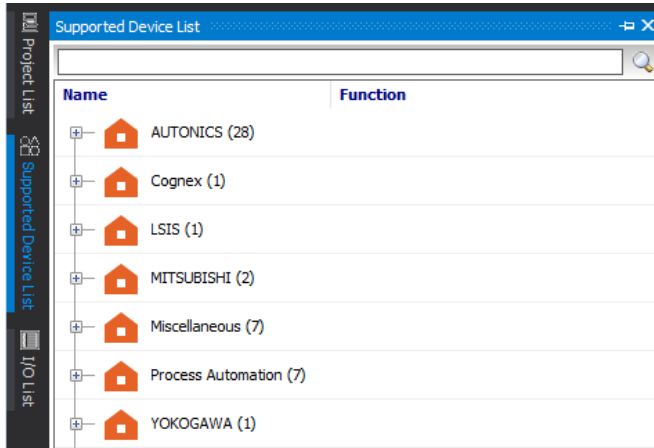 Project List
Supported Device List
I/O List
Supported Device List
Name Function
AUTONICS (28)
Cognex (1)
LSIS (1)
MITSUBISHI (2)
Miscellaneous (7)
Process Automation (7)
YOKOGAWA (1)